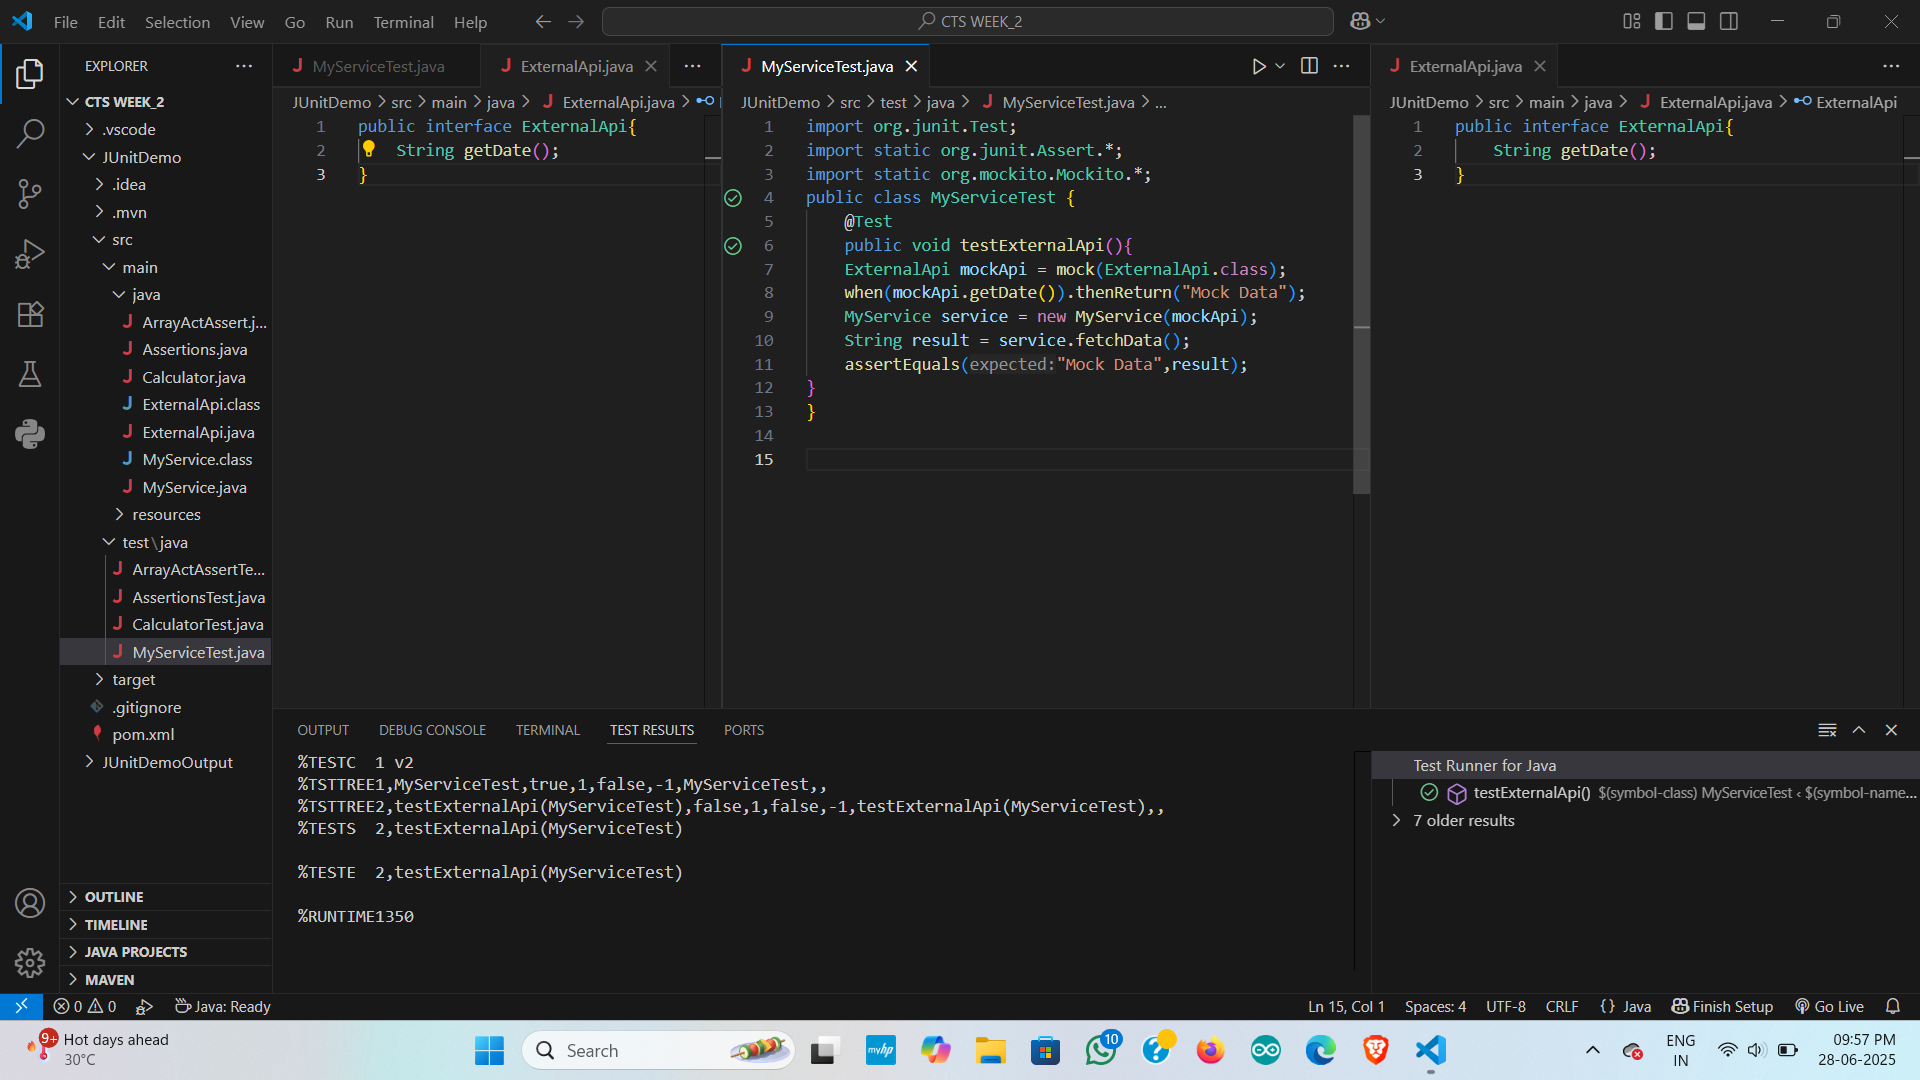 File Edit Selection View Go Run Terminal Help
CTS WEEK_2
EXPLORER
CTS WEEK_2
.vscode
JUnitDemo
.idea
.mvn
src
main
java
ArrayActAssert.j...
Assertions.java
Calculator.java
ExternalApi.class
ExternalApi.java
MyService.class
MyService.java
resources
test\java
ArrayActAssertTe...
AssertionsTest.java
CalculatorTest.java
MyServiceTest.java
target
.gitignore
pom.xml
JUnitDemoOutput
OUTLINE
TIMELINE
JAVA PROJECTS
MAVEN
MyServiceTest.java ExternalApi.java
JUnitDemo > src > main > java > ExternalApi.java >
1 public interface ExternalApi{
2 String getDate();
3 }
MyServiceTest.java
JUnitDemo > src > test > java > MyServiceTest.java > ...
1 import org.junit.Test;
2 import static org.junit.Assert.*;
3 import static org.mockito.Mockito.*;
4 public class MyServiceTest {
5 @Test
6 public void testExternalApi(){
7 ExternalApi mockApi = mock(ExternalApi.class);
8 when(mockApi.getDate()).thenReturn("Mock Data");
9 MyService service = new MyService(mockApi);
10 String result = service.fetchData();
11 assertEquals(expected:"Mock Data",result);
12 }
13 }
14
15
ExternalApi.java
JUnitDemo > src > main > java > ExternalApi.java > ExternalApi
1 public interface ExternalApi{
2 String getDate();
3 }
OUTPUT DEBUG CONSOLE TERMINAL TEST RESULTS PORTS
%TESTC 1 v2
%TSTTREE1,MyServiceTest,true,1,false,-1,MyServiceTest,,
%TSTTREE2,testExternalApi(MyServiceTest),false,1,false,-1,testExternalApi(MyServiceTest),,
%TESTS 2,testExternalApi(MyServiceTest)
%TESTE 2,testExternalApi(MyServiceTest)
%RUNTIME1350
Test Runner for Java
testExternalApi() $(symbol-class) MyServiceTest < $(symbol-name...
7 older results
0 0 Java: Ready
Ln 15, Col 1 Spaces: 4 UTF-8 CRLF {} Java Finish Setup Go Live
9+ Hot days ahead
30°C
Search
myhp
10
ENG
IN
09:57 PM
28-06-2025